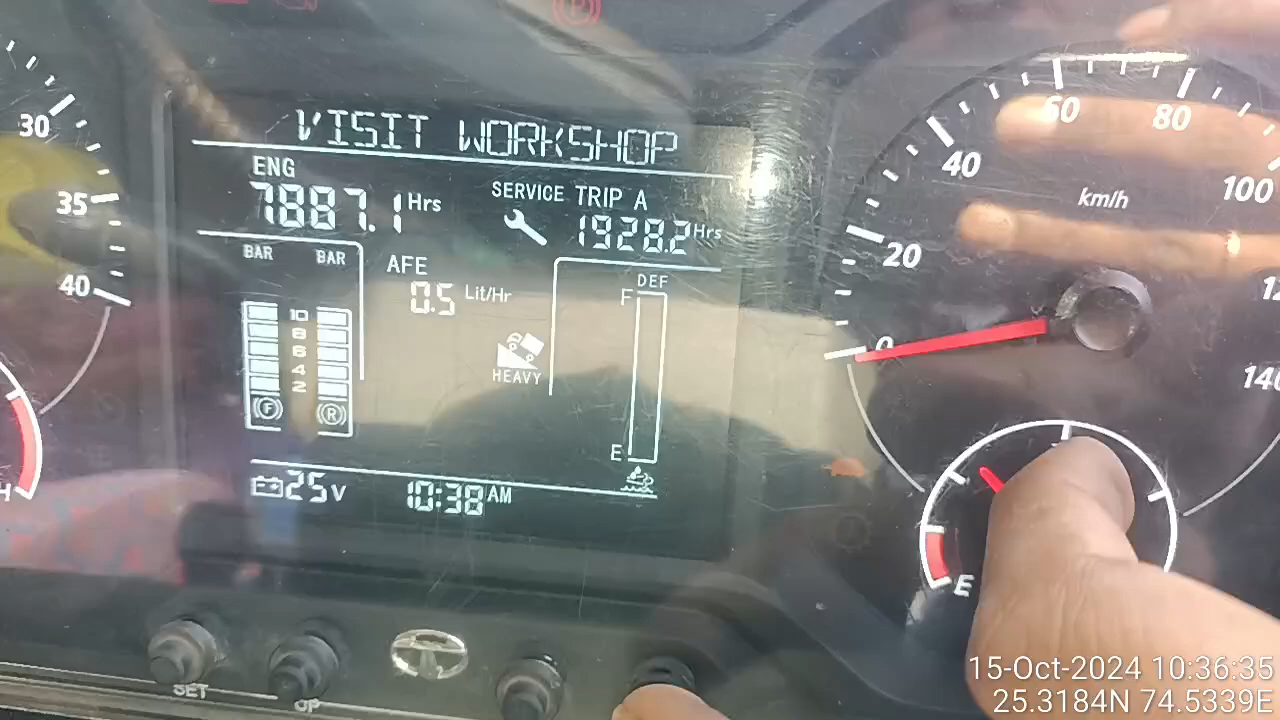 VISIT WORKSHOP
ENG
7887.1 Hrs
SERVICE TRIP A
1928.2 Hrs
BAR BAR
AFE
0.5 Lit/Hr
DEF
F
10
8
6
4
2
HEAVY
F R
E
25 V
10:38 AM
30
35
40
H
0
20
40
60
80
100
140
km/h
E
SET
15-Oct-2024 10:36:35
25.3184N 74.5339E